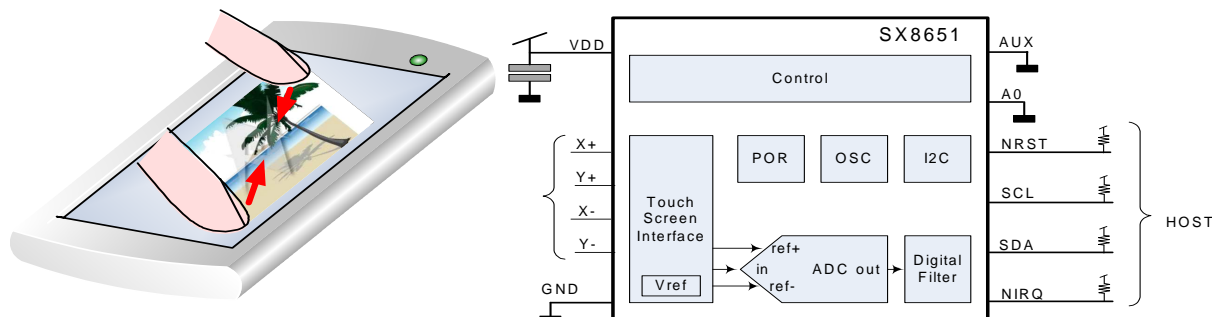 SX8651
VDD
AUX
Control
A0
X+
Y+
X-
Y-
POR
OSC
I2C
NRST
SCL
Touch
Screen
Interface
HOST
SDA
ref+
in
ref-
ADC out
Digital
Filter
Vref
GND
NIRQ